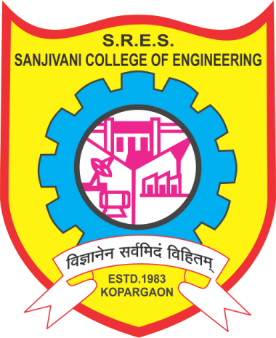 S.R.E.S.
SANJIVANI COLLEGE OF ENGINEERING
विज्ञानेन सर्वमिदं विहितम्
ESTD.1983
KOPARGAON